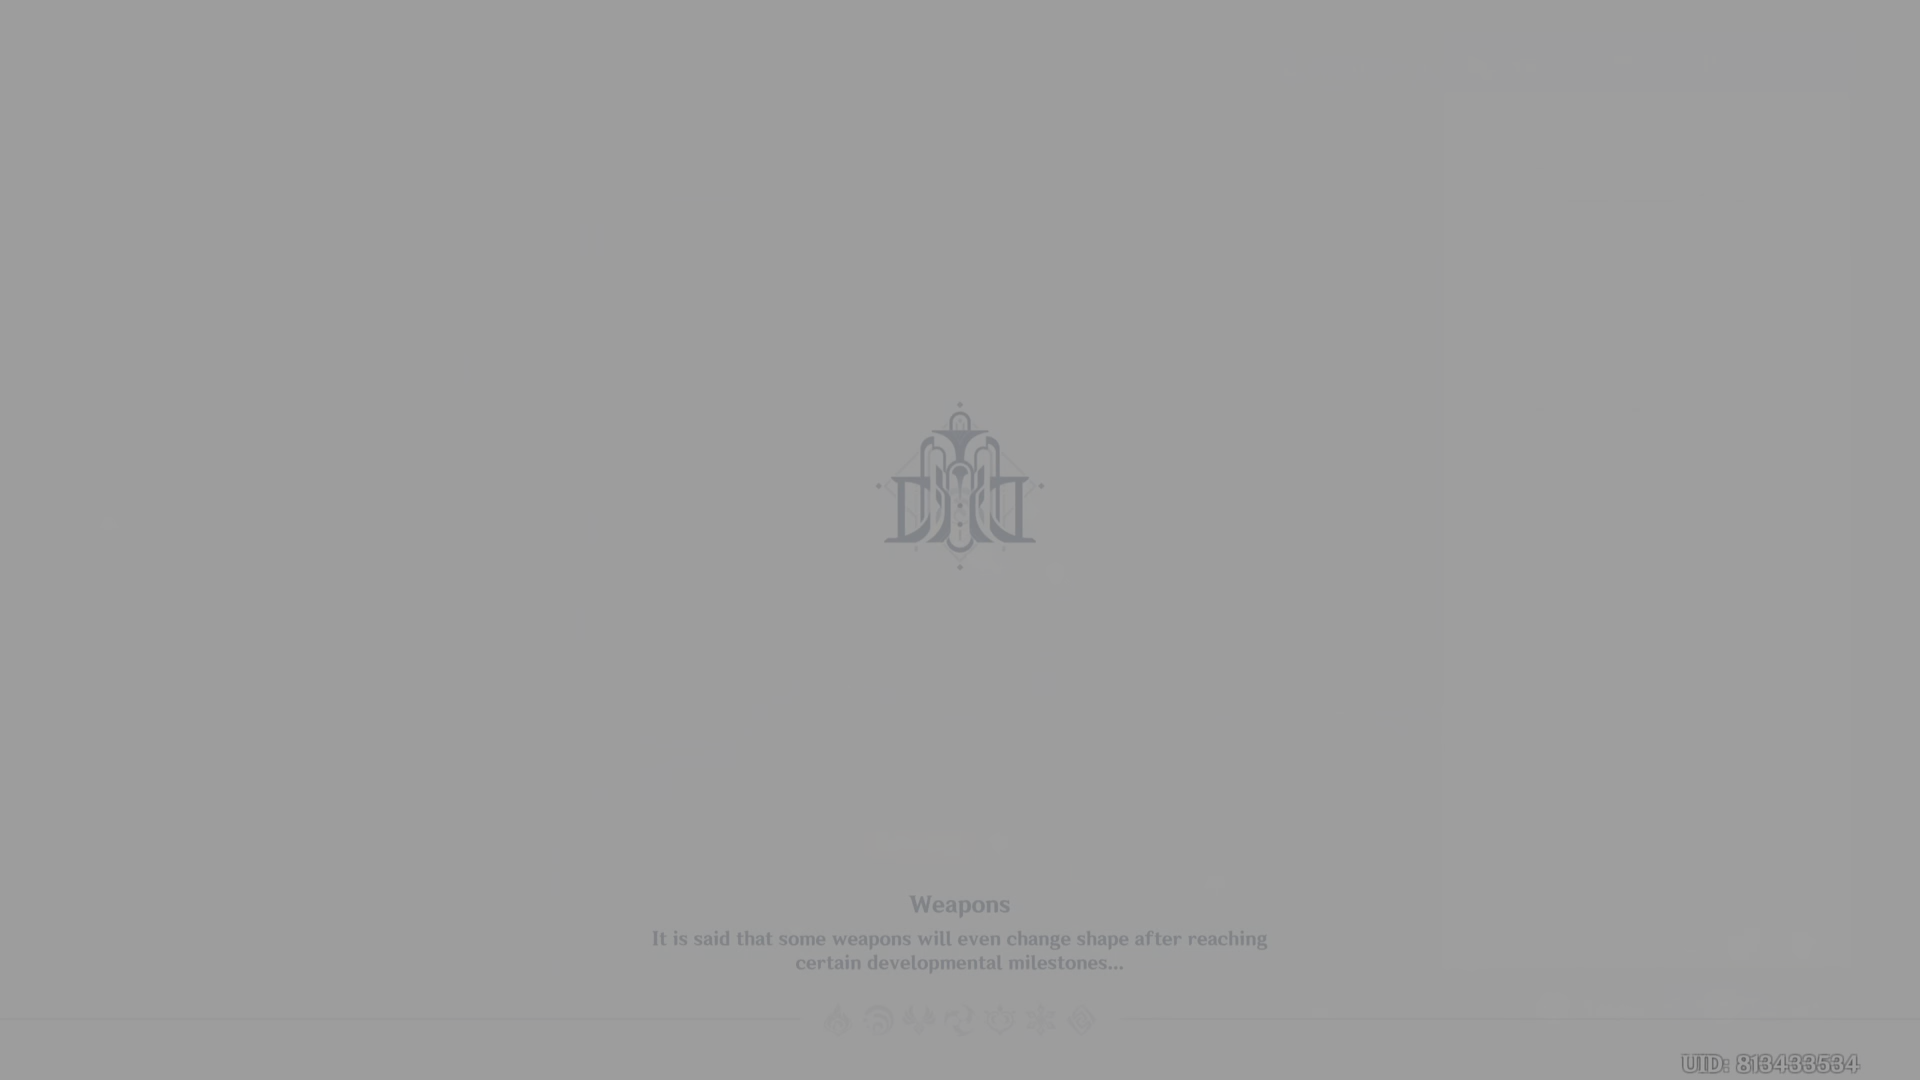 Weapons
It is said that some weapons will even change shape after reaching
certain developmental milestones...
UID: 813433534